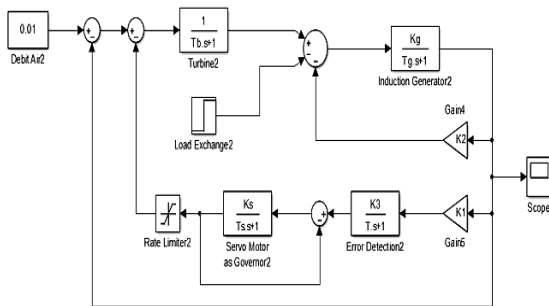 0.01
Debit Air2
1
Tb.s+1
Turbine2
Load Exchange2
Kg
Tg.s+1
Induction Generator2
Gain4
K2
Scope
Rate Limiter2
Ks
Ts.s+1
Servo Motor
as Governor2
K3
T.s+1
Error Detection2
K1
Gain5